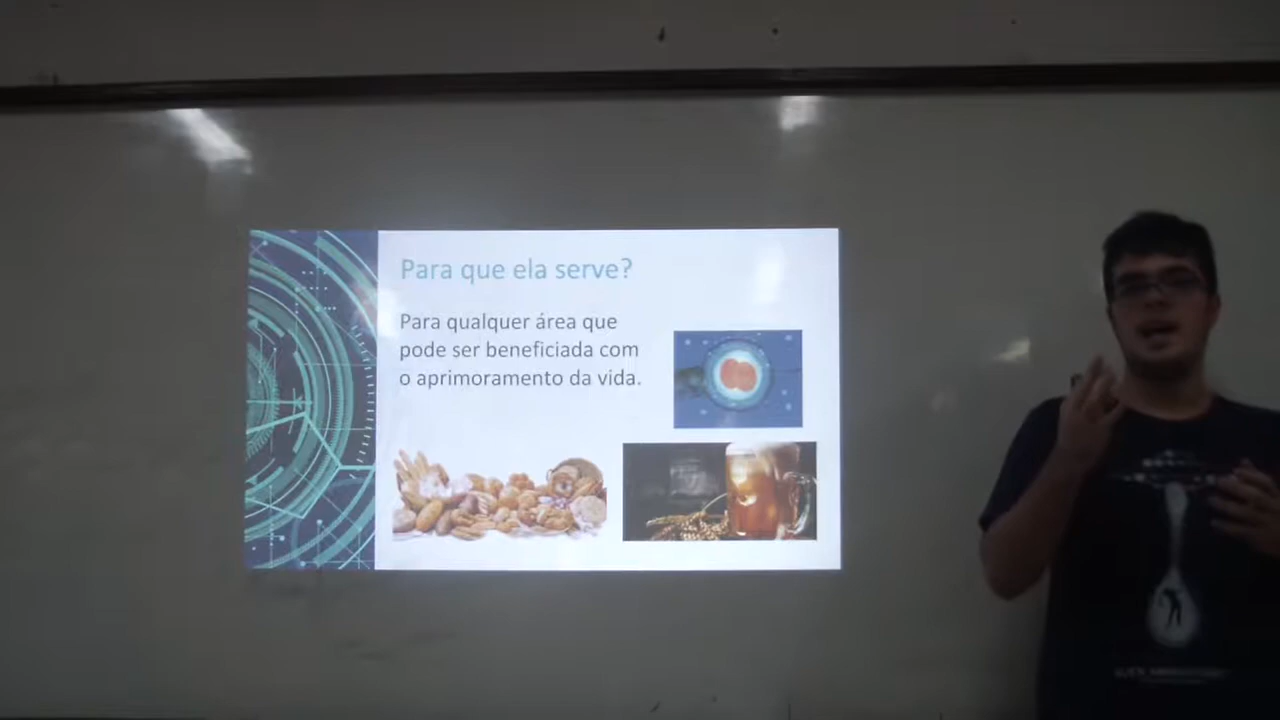 Para que ela serve?
Para qualquer área que
pode ser beneficiada com
o aprimoramento da vida.